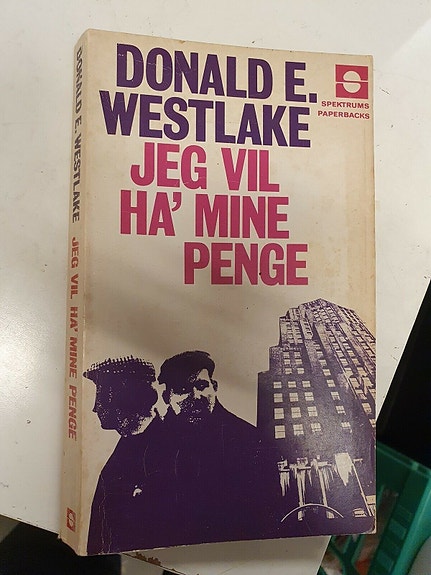 DONALD E.
WESTLAKE
JEG VIL
HA' MINE
PENGE
SPEKTRUMS
PAPERBACKS
DONALD E. WESTLAKE JEG VIL HA' MINE PENGE